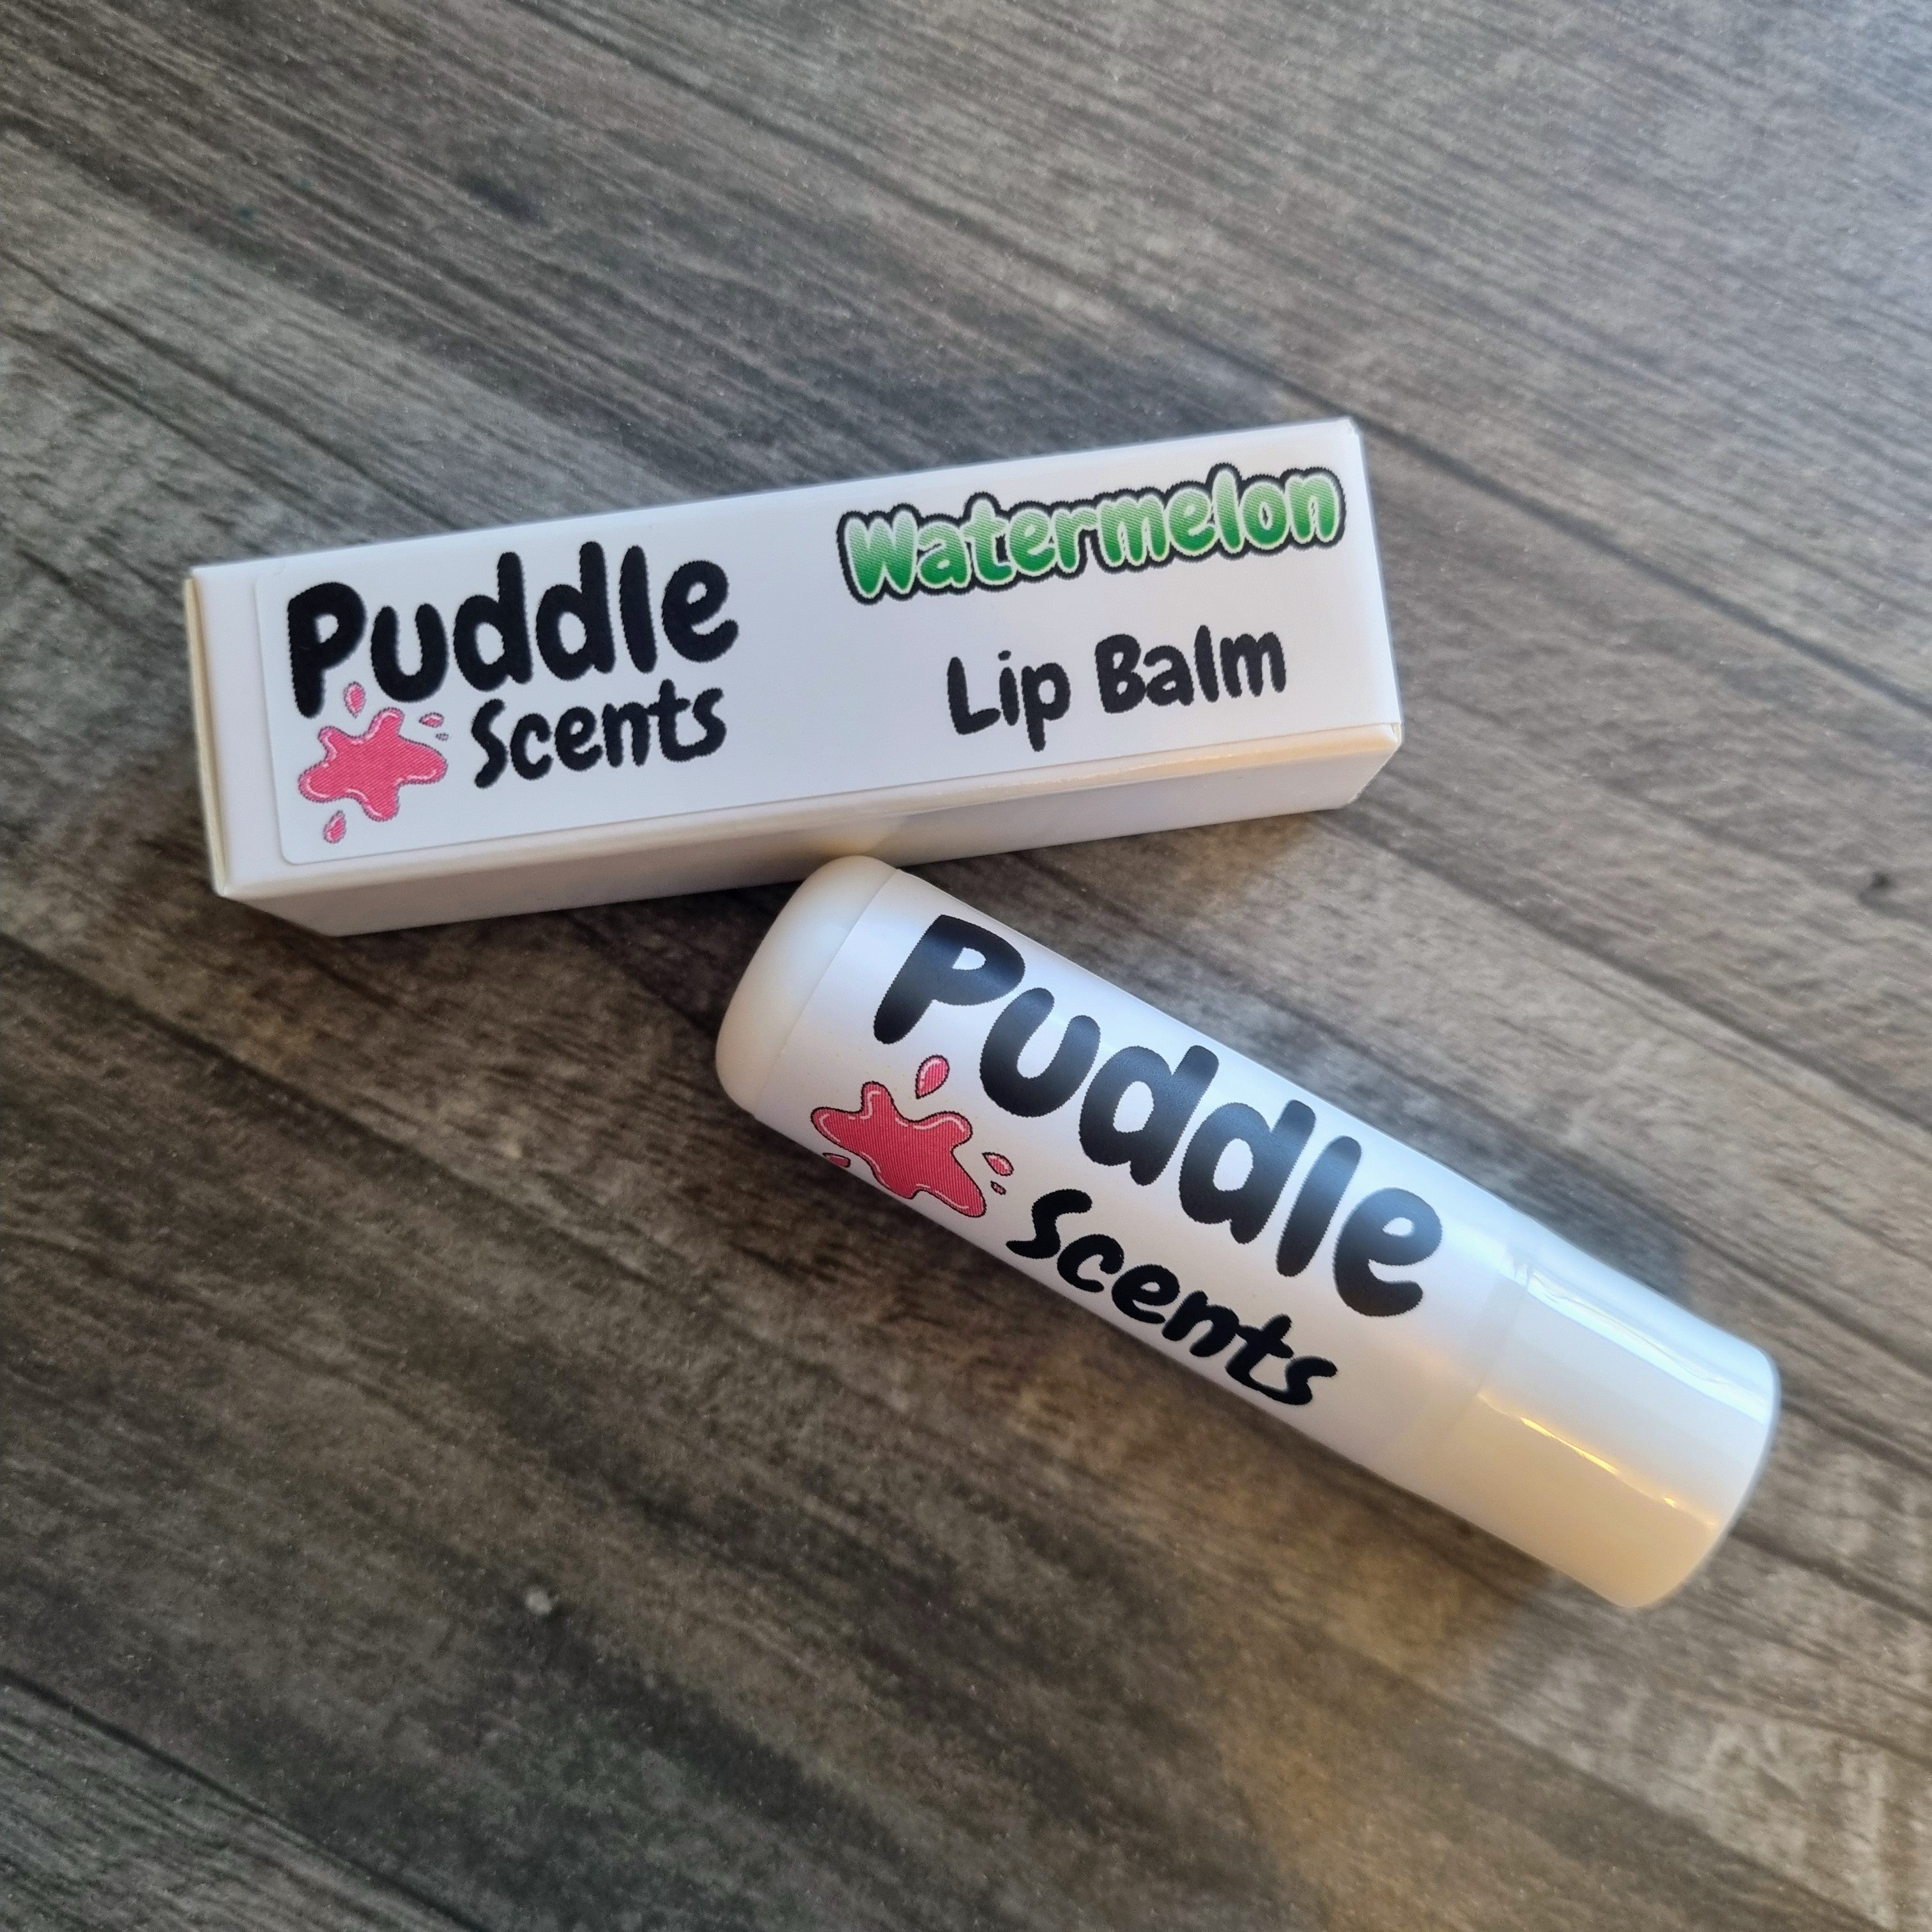 Puddle
Scents
Watermelon
Lip Balm
Puddle
Scents